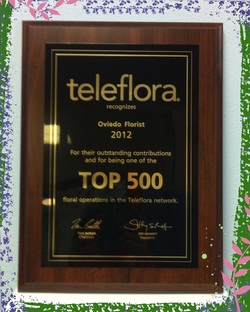 teleflora.
recognizes
Oviedo Florist
2012
For their outstanding contributions
and for being one of the
TOP 500
floral operations in the Teleflora network.